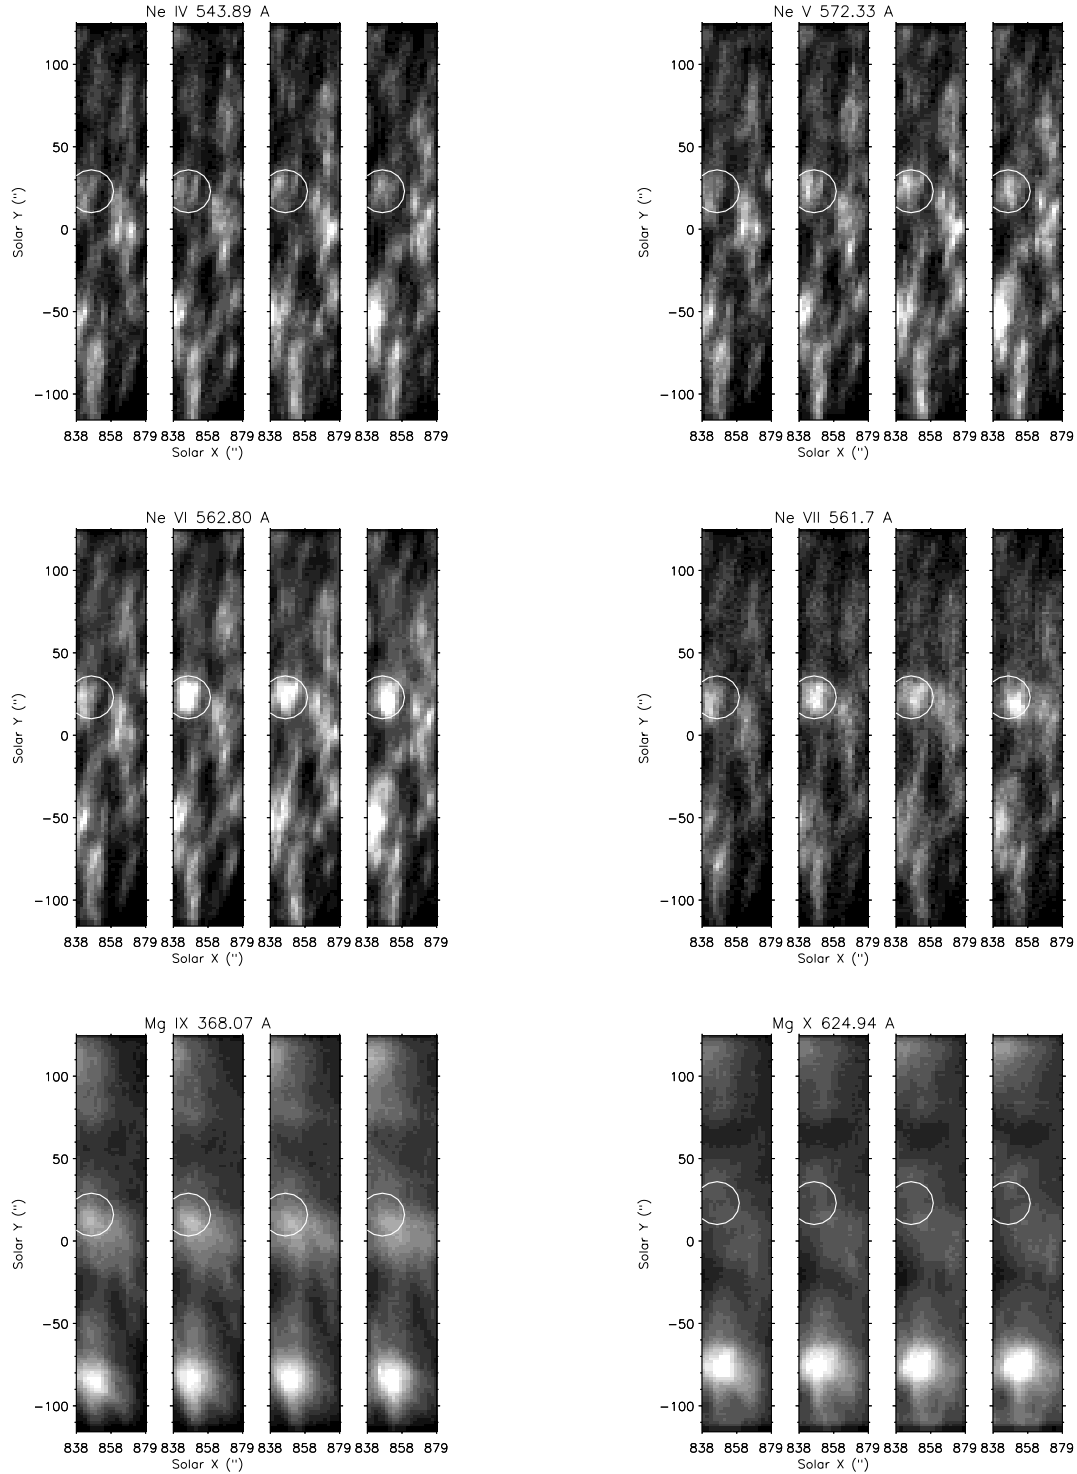 Ne IV 543.89 A
100
50
0
−50
−100
Solar Y (")
838 858 879
838 858 879
838 858 879
838 858 879
Solar X (")
Ne V 572.33 A
100
50
0
−50
−100
Solar Y (")
838 858 879
838 858 879
838 858 879
838 858 879
Solar X (")
Ne VI 562.80 A
100
50
0
−50
−100
Solar Y (")
838 858 879
838 858 879
838 858 879
838 858 879
Solar X (")
Ne VII 561.7 A
100
50
0
−50
−100
Solar Y (")
838 858 879
838 858 879
838 858 879
838 858 879
Solar X (")
Mg IX 368.07 A
100
50
0
−50
−100
Solar Y (")
838 858 879
838 858 879
838 858 879
838 858 879
Solar X (")
Mg X 624.94 A
100
50
0
−50
−100
Solar Y (")
838 858 879
838 858 879
838 858 879
838 858 879
Solar X (")